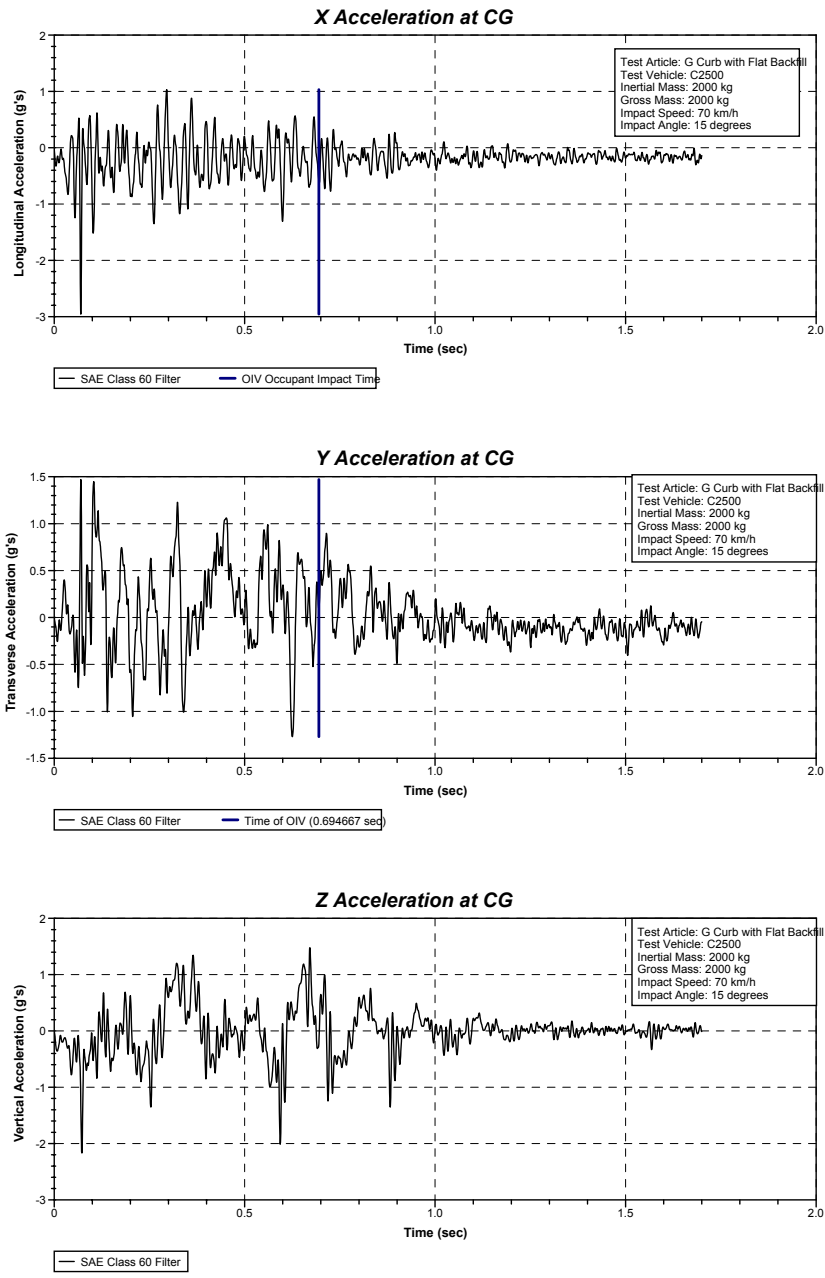 X Acceleration at CG
2
1
0
-1
-2
-3
Longitudinal Acceleration (g's)
Test Article: G Curb with Flat Backfill
Test Vehicle: C2500
Inertial Mass: 2000 kg
Gross Mass: 2000 kg
Impact Speed: 70 km/h
Impact Angle: 15 degrees
0 0.5 1.0 1.5 2.0
Time (sec)
SAE Class 60 Filter OIV Occupant Impact Time
Y Acceleration at CG
1.5
1.0
0.5
0
-0.5
-1.0
-1.5
Transverse Acceleration (g's)
Test Article: G Curb with Flat Backfill
Test Vehicle: C2500
Inertial Mass: 2000 kg
Gross Mass: 2000 kg
Impact Speed: 70 km/h
Impact Angle: 15 degrees
0 0.5 1.0 1.5 2.0
Time (sec)
SAE Class 60 Filter Time of OIV (0.694667 sec)
Z Acceleration at CG
2
1
0
-1
-2
-3
Vertical Acceleration (g's)
Test Article: G Curb with Flat Backfill
Test Vehicle: C2500
Inertial Mass: 2000 kg
Gross Mass: 2000 kg
Impact Speed: 70 km/h
Impact Angle: 15 degrees
0 0.5 1.0 1.5 2.0
Time (sec)
SAE Class 60 Filter